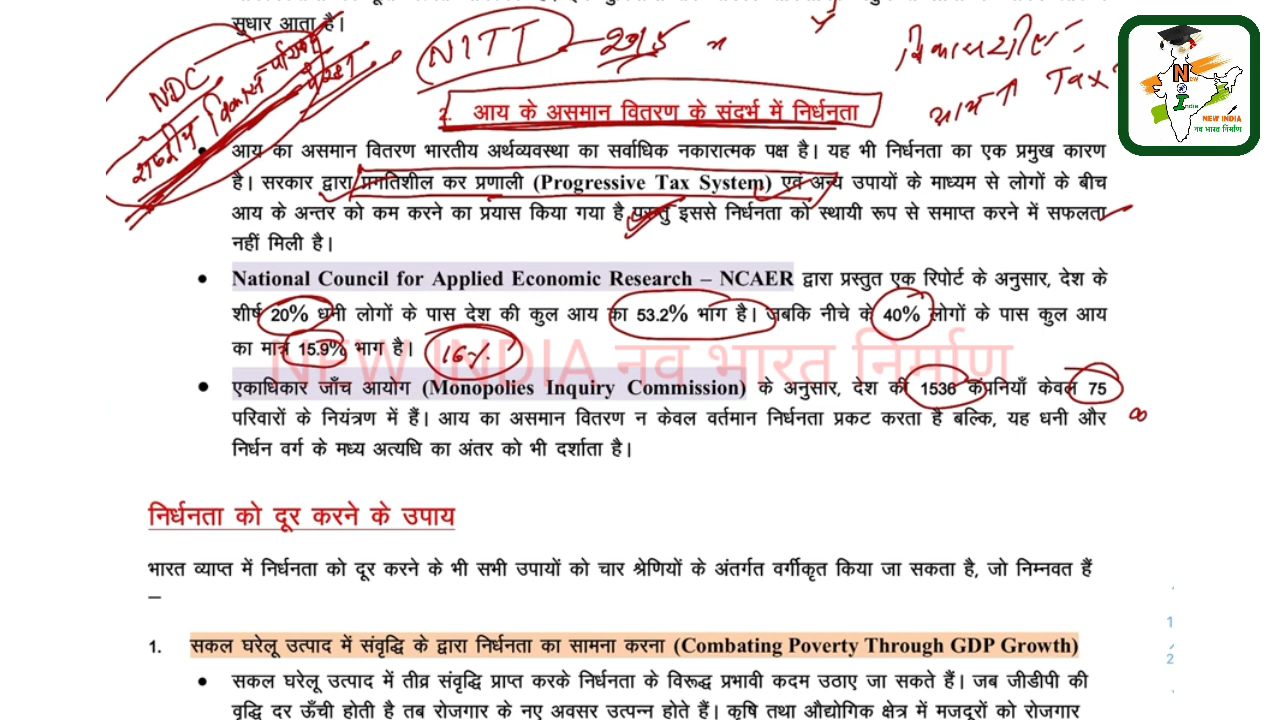 सुधार आता है।
NITI
विकासशील
आय ↑ Tax
NDC
राष्ट्रीय विकास परिषद
NEW INDIA
नव भारत निर्माण
2. आय के असमान वितरण के संदर्भ में निर्धनता
आय का असमान वितरण भारतीय अर्थव्यवस्था का सर्वाधिक नकारात्मक पक्ष है। यह भी निर्धनता का एक प्रमुख कारण
है। सरकार द्वारा प्रगतिशील कर प्रणाली (Progressive Tax System) एवं अन्य उपायों के माध्यम से लोगों के बीच
आय के अन्तर को कम करने का प्रयास किया गया है परन्तु इससे निर्धनता को स्थायी रूप से समाप्त करने में सफलता
नहीं मिली है।
• National Council for Applied Economic Research – NCAER द्वारा प्रस्तुत एक रिपोर्ट के अनुसार, देश के
शीर्ष 20% धनी लोगों के पास देश की कुल आय का 53.2% भाग है। जबकि नीचे के 40% लोगों के पास कुल आय
का मात्र 15.9% भाग है। 16%
NEW INDIA नव भारत निर्माण
• एकाधिकार जाँच आयोग (Monopolies Inquiry Commission) के अनुसार, देश की 1536 कंपनियाँ केवल 75
परिवारों के नियंत्रण में हैं। आय का असमान वितरण न केवल वर्तमान निर्धनता प्रकट करता है बल्कि, यह धनी और
निर्धन वर्ग के मध्य अत्यधि का अंतर को भी दर्शाता है।
निर्धनता को दूर करने के उपाय
भारत व्याप्त में निर्धनता को दूर करने के भी सभी उपायों को चार श्रेणियों के अंतर्गत वर्गीकृत किया जा सकता है, जो निम्नवत हैं
–
1. सकल घरेलू उत्पाद में संवृद्धि के द्वारा निर्धनता का सामना करना (Combating Poverty Through GDP Growth)
• सकल घरेलू उत्पाद में तीव्र संवृद्धि प्राप्त करके निर्धनता के विरूद्ध प्रभावी कदम उठाए जा सकते हैं। जब जीडीपी की
वृद्धि दर ऊँची होती है तब रोजगार के नए अवसर उत्पन्न होते हैं। कृषि तथा औद्योगिक क्षेत्र में मजदूरों को रोजगार